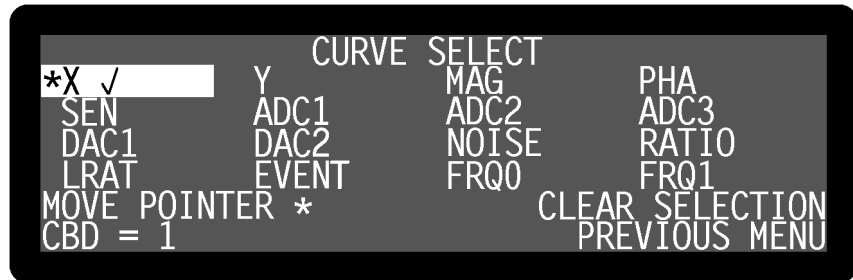 CURVE SELECT
*X √ Y MAG PHA
SEN ADC1 ADC2 ADC3
DAC1 DAC2 NOISE RATIO
LRAT EVENT FRQ0 FRQ1
MOVE POINTER * CLEAR SELECTION
CBD = 1 PREVIOUS MENU